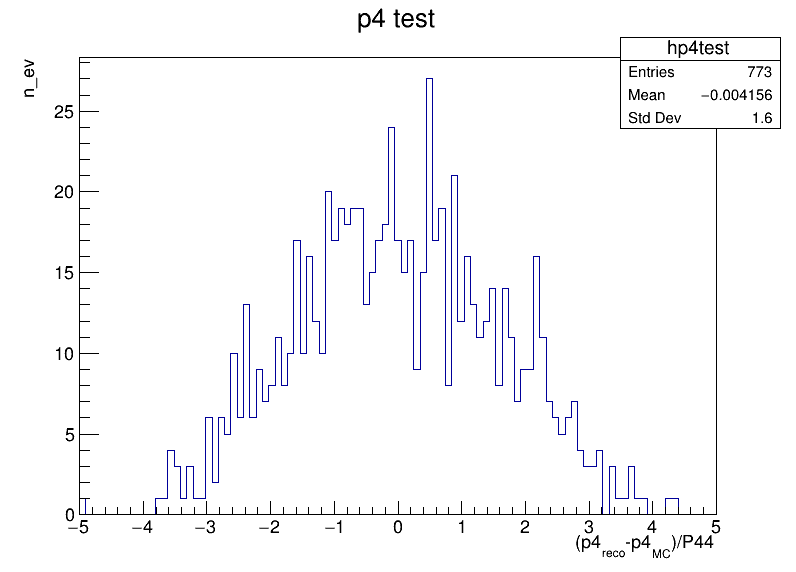 p4 test
hp4test
Entries 773
Mean −0.004156
Std Dev 1.6
n_ev
25
20
15
10
5
0
−5 −4 −3 −2 −1 0 1 2 3 4 5
(p4reco-p4MC)/P44